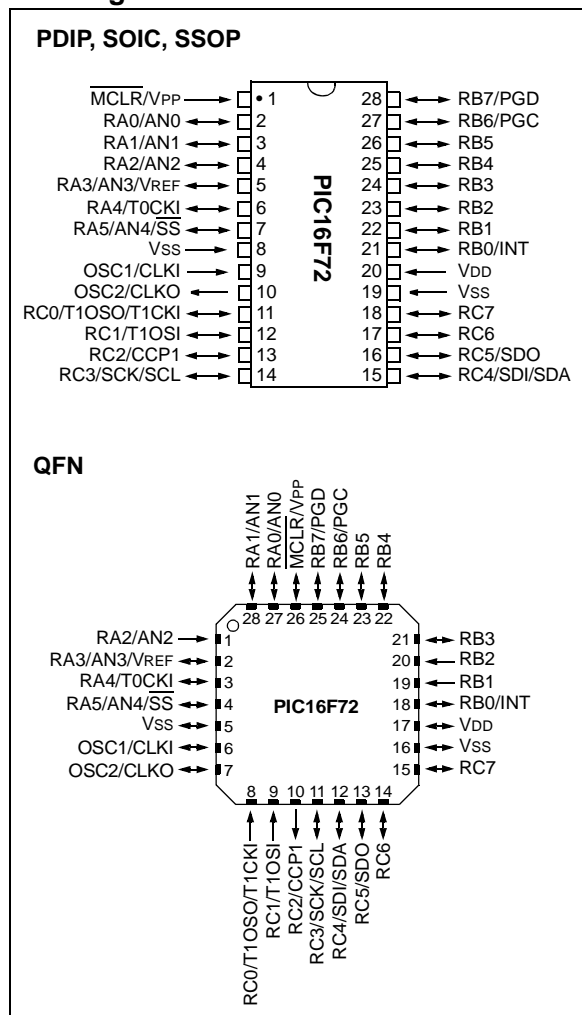 PDIP, SOIC, SSOP
MCLR/VPP 1 28 RB7/PGD
RA0/AN0 2 27 RB6/PGC
RA1/AN1 3 26 RB5
RA2/AN2 4 25 RB4
RA3/AN3/VREF 5 24 RB3
RA4/T0CKI 6 23 RB2
RA5/AN4/SS 7 22 RB1
VSS 8 21 RB0/INT
OSC1/CLKI 9 20 VDD
OSC2/CLKO 10 19 VSS
RC0/T1OSO/T1CKI 11 18 RC7
RC1/T1OSI 12 17 RC6
RC2/CCP1 13 16 RC5/SDO
RC3/SCK/SCL 14 15 RC4/SDI/SDA
PIC16F72
QFN
RA1/AN1 RA0/AN0 MCLR/VPP RB7/PGD RB6/PGC RB5 RB4
28 27 26 25 24 23 22
RA2/AN2 1 21 RB3
RA3/AN3/VREF 2 20 RB2
RA4/T0CKI 3 19 RB1
RA5/AN4/SS 4 PIC16F72 18 RB0/INT
VSS 5 17 VDD
OSC1/CLKI 6 16 VSS
OSC2/CLKO 7 15 RC7
8 9 10 11 12 13 14
RC0/T1OSO/T1CKI RC1/T1OSI RC2/CCP1 RC3/SCK/SCL RC4/SDI/SDA RC5/SDO RC6